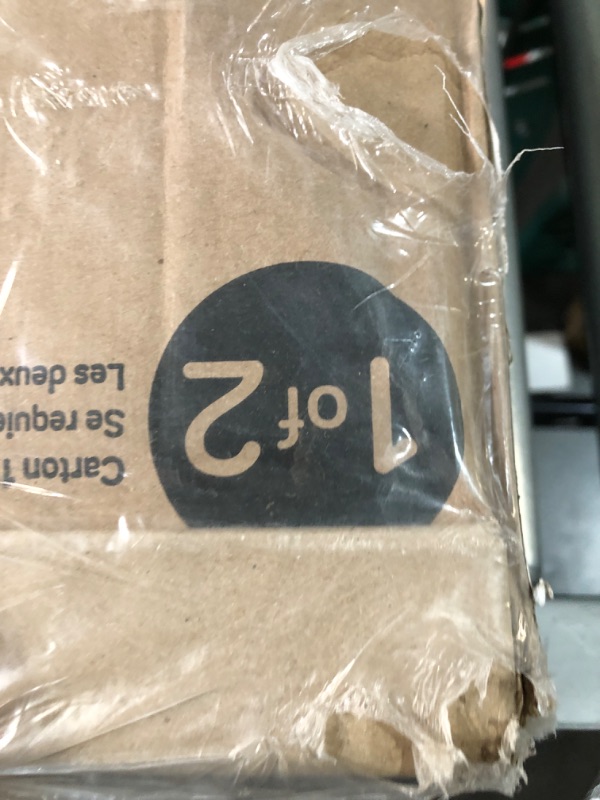 1 of 2
Carton 1
Se requie
Les deux